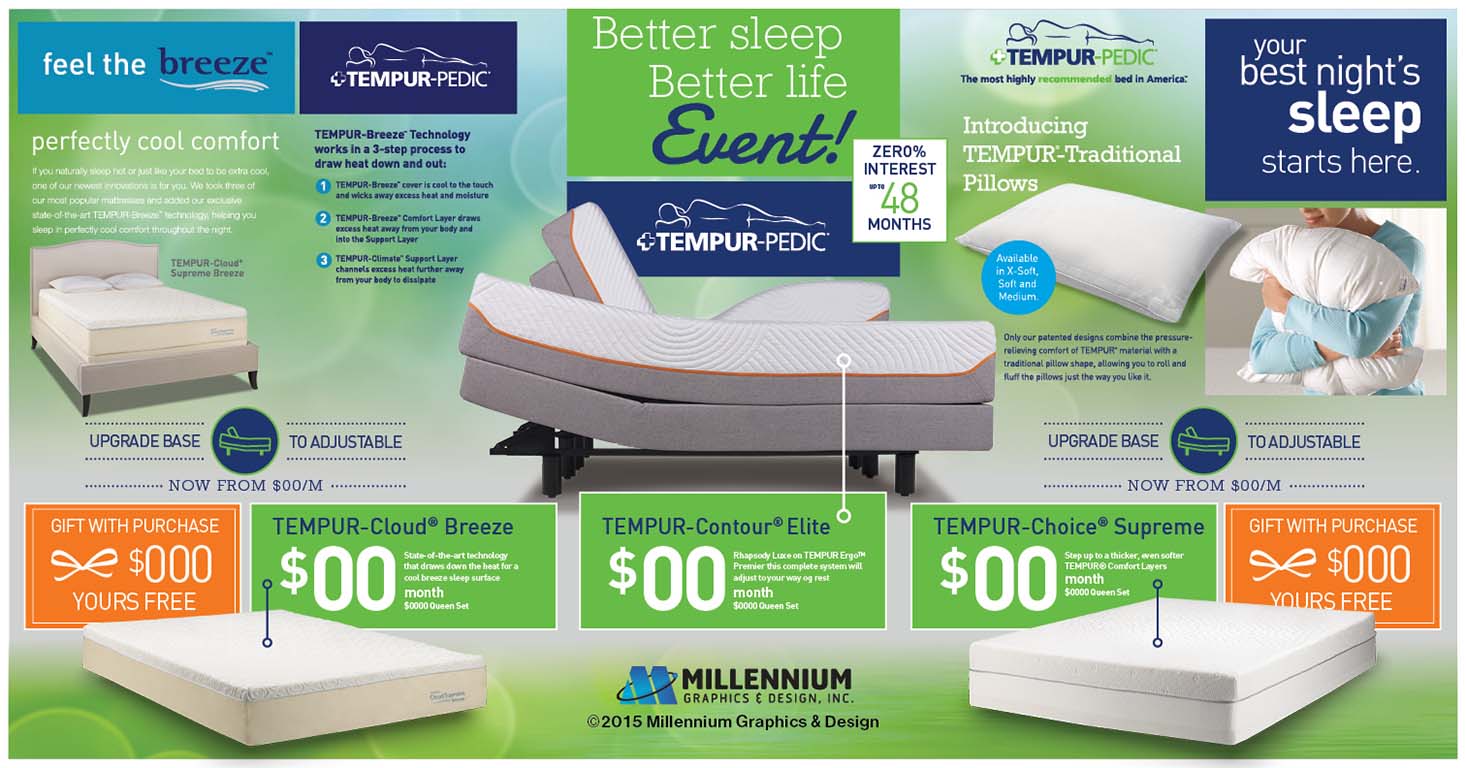 feel the breeze™
TEMPUR-PEDIC®
perfectly cool comfort
If you naturally sleep hot or just like your bed to be extra cool,
one of our newest innovations is for you. We took three of
our most popular mattresses and added our exclusive
state-of-the-art TEMPUR-Breeze™ technology, helping you
sleep in perfectly cool comfort throughout the night.
TEMPUR-Cloud®
Supreme Breeze
TEMPUR-Breeze™ Technology
works in a 3-step process to
draw heat down and out:
1 TEMPUR-Breeze™ cover is cool to the touch
and wicks away excess heat and moisture
2 TEMPUR-Breeze™ Comfort Layer draws
excess heat away from your body and
into the Support Layer
3 TEMPUR-Climate™ Support Layer
channels excess heat further away
from your body to dissipate
Better sleep
Better life
Event!
ZERO%
INTEREST
UP TO
48
MONTHS
TEMPUR-PEDIC®
TEMPUR-PEDIC®
The most highly recommended bed in America.™
Introducing
TEMPUR®-Traditional
Pillows
Available
in X-Soft,
Soft and
Medium.
Only our patented designs combine the pressure-
relieving comfort of TEMPUR® material with a
traditional pillow shape, allowing you to roll and
fluff the pillows just the way you like it.
your
best night's
sleep
starts here.
UPGRADE BASE TO ADJUSTABLE
NOW FROM $00/M
UPGRADE BASE TO ADJUSTABLE
NOW FROM $00/M
GIFT WITH PURCHASE
$000
YOURS FREE
TEMPUR-Cloud® Breeze
$00
State-of-the-art technology
that draws down the heat for a
cool breeze sleep surface
month
$0000 Queen Set
TEMPUR-Contour® Elite
$00
Rhapsody Luxe on TEMPUR Ergo™
Premier this complete system will
adjust to your way og rest
month
$0000 Queen Set
TEMPUR-Choice® Supreme
$00
Step up to a thicker, even softer
TEMPUR® Comfort Layers
month
$0000 Queen Set
GIFT WITH PURCHASE
$000
YOURS FREE
MILLENNIUM
GRAPHICS & DESIGN, INC.
©2015 Millennium Graphics & Design